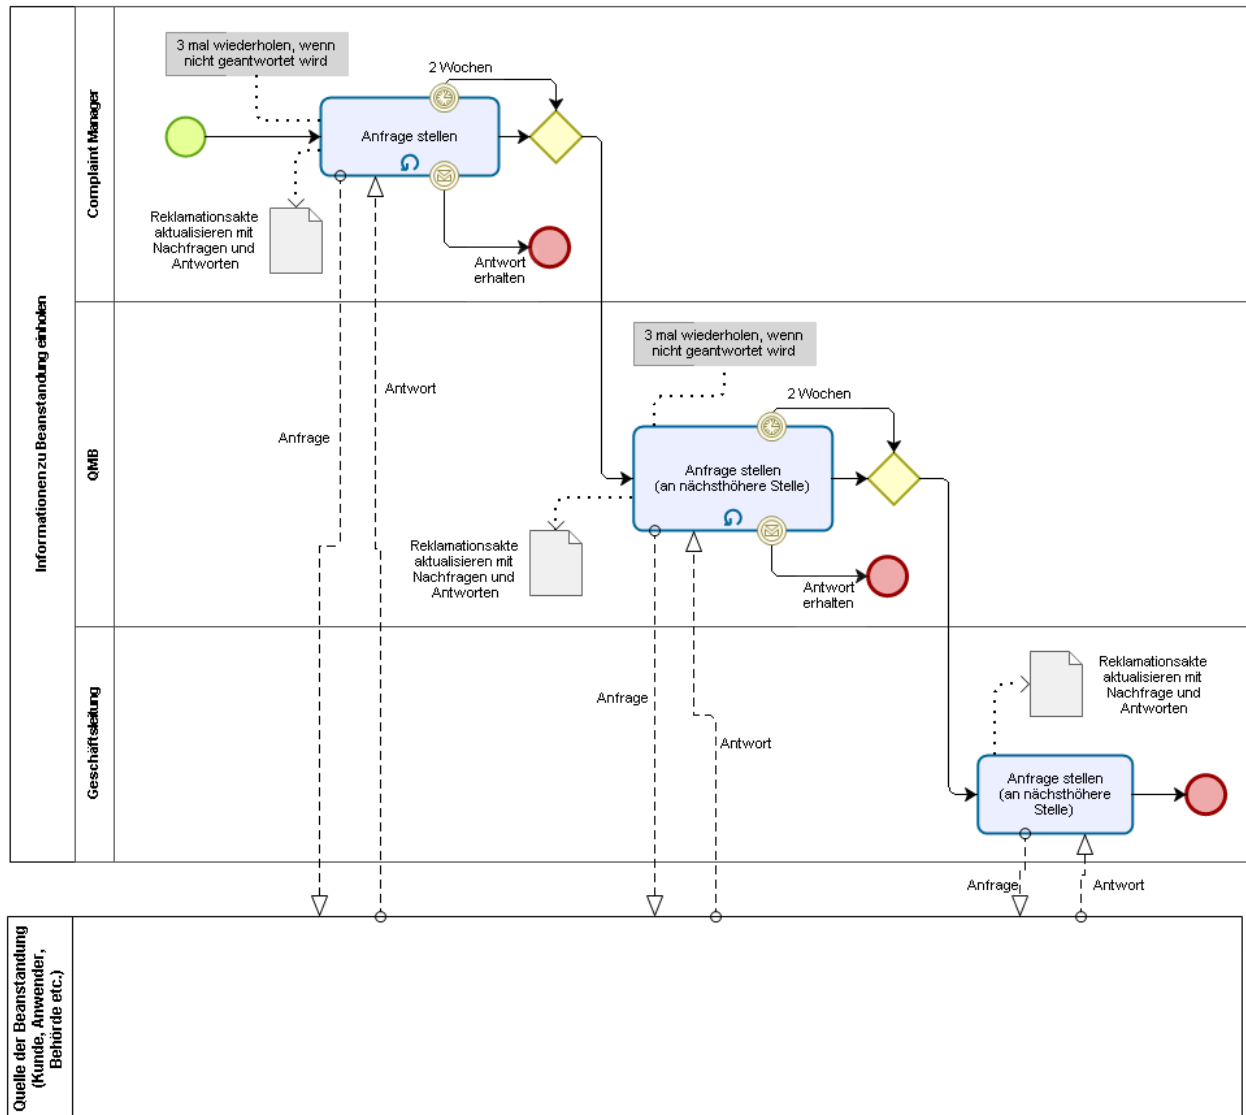 Informationen zu Beanstandung einholen
Complaint Manager
3 mal wiederholen, wenn
nicht geantwortet wird
2 Wochen
Anfrage stellen
Reklamationsakte
aktualisieren mit
Nachfragen und
Antworten
Antwort
erhalten
Anfrage
Antwort
QMB
3 mal wiederholen, wenn
nicht geantwortet wird
2 Wochen
Anfrage stellen
(an nächsthöhere Stelle)
Reklamationsakte
aktualisieren mit
Nachfragen und
Antworten
Antwort
erhalten
Geschäftsleitung
Anfrage
Antwort
Reklamationsakte
aktualisieren mit
Nachfrage und
Antworten
Anfrage stellen
(an nächsthöhere
Stelle)
Anfrage
Antwort
Quelle der Beanstandung
(Kunde, Anwender,
Behörde etc.)